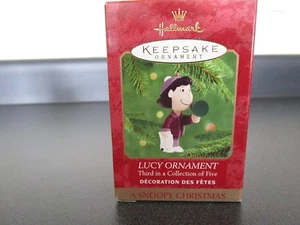 Hallmark
KEEPSAKE
ORNAMENT
LUCY ORNAMENT
Third in a Collection of Five
DÉCORATION DES FÊTES
A SNOOPY CHRISTMAS